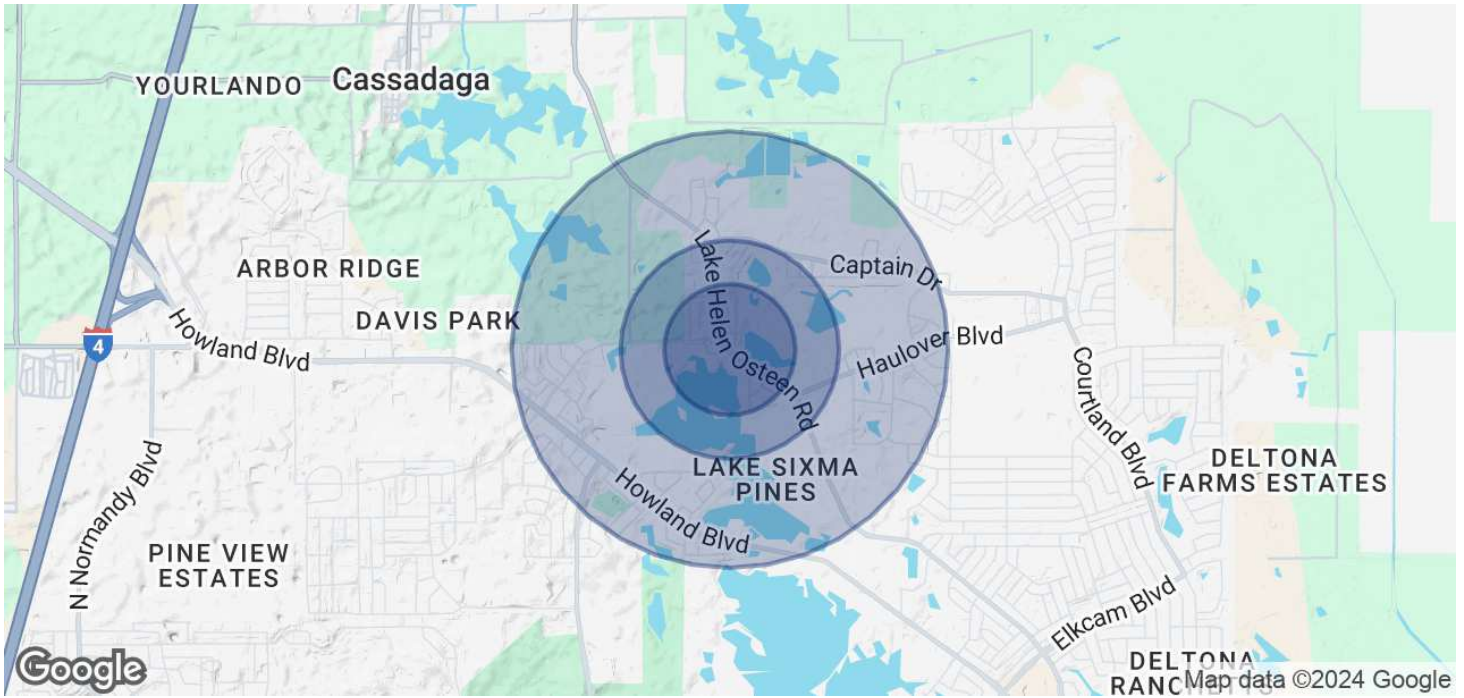 YOURLANDO
Cassadaga
ARBOR RIDGE
Lake Helen Osteen Rd
Captain Dr
DAVIS PARK
Howland Blvd
4
Haulover Blvd
Courtland Blvd
N Normandy Blvd
LAKE SIXMA
PINES
DELTONA
FARMS ESTATES
Howland Blvd
PINE VIEW
ESTATES
Elkcam Blvd
DELTONA
Google
Map data ©2024 Google